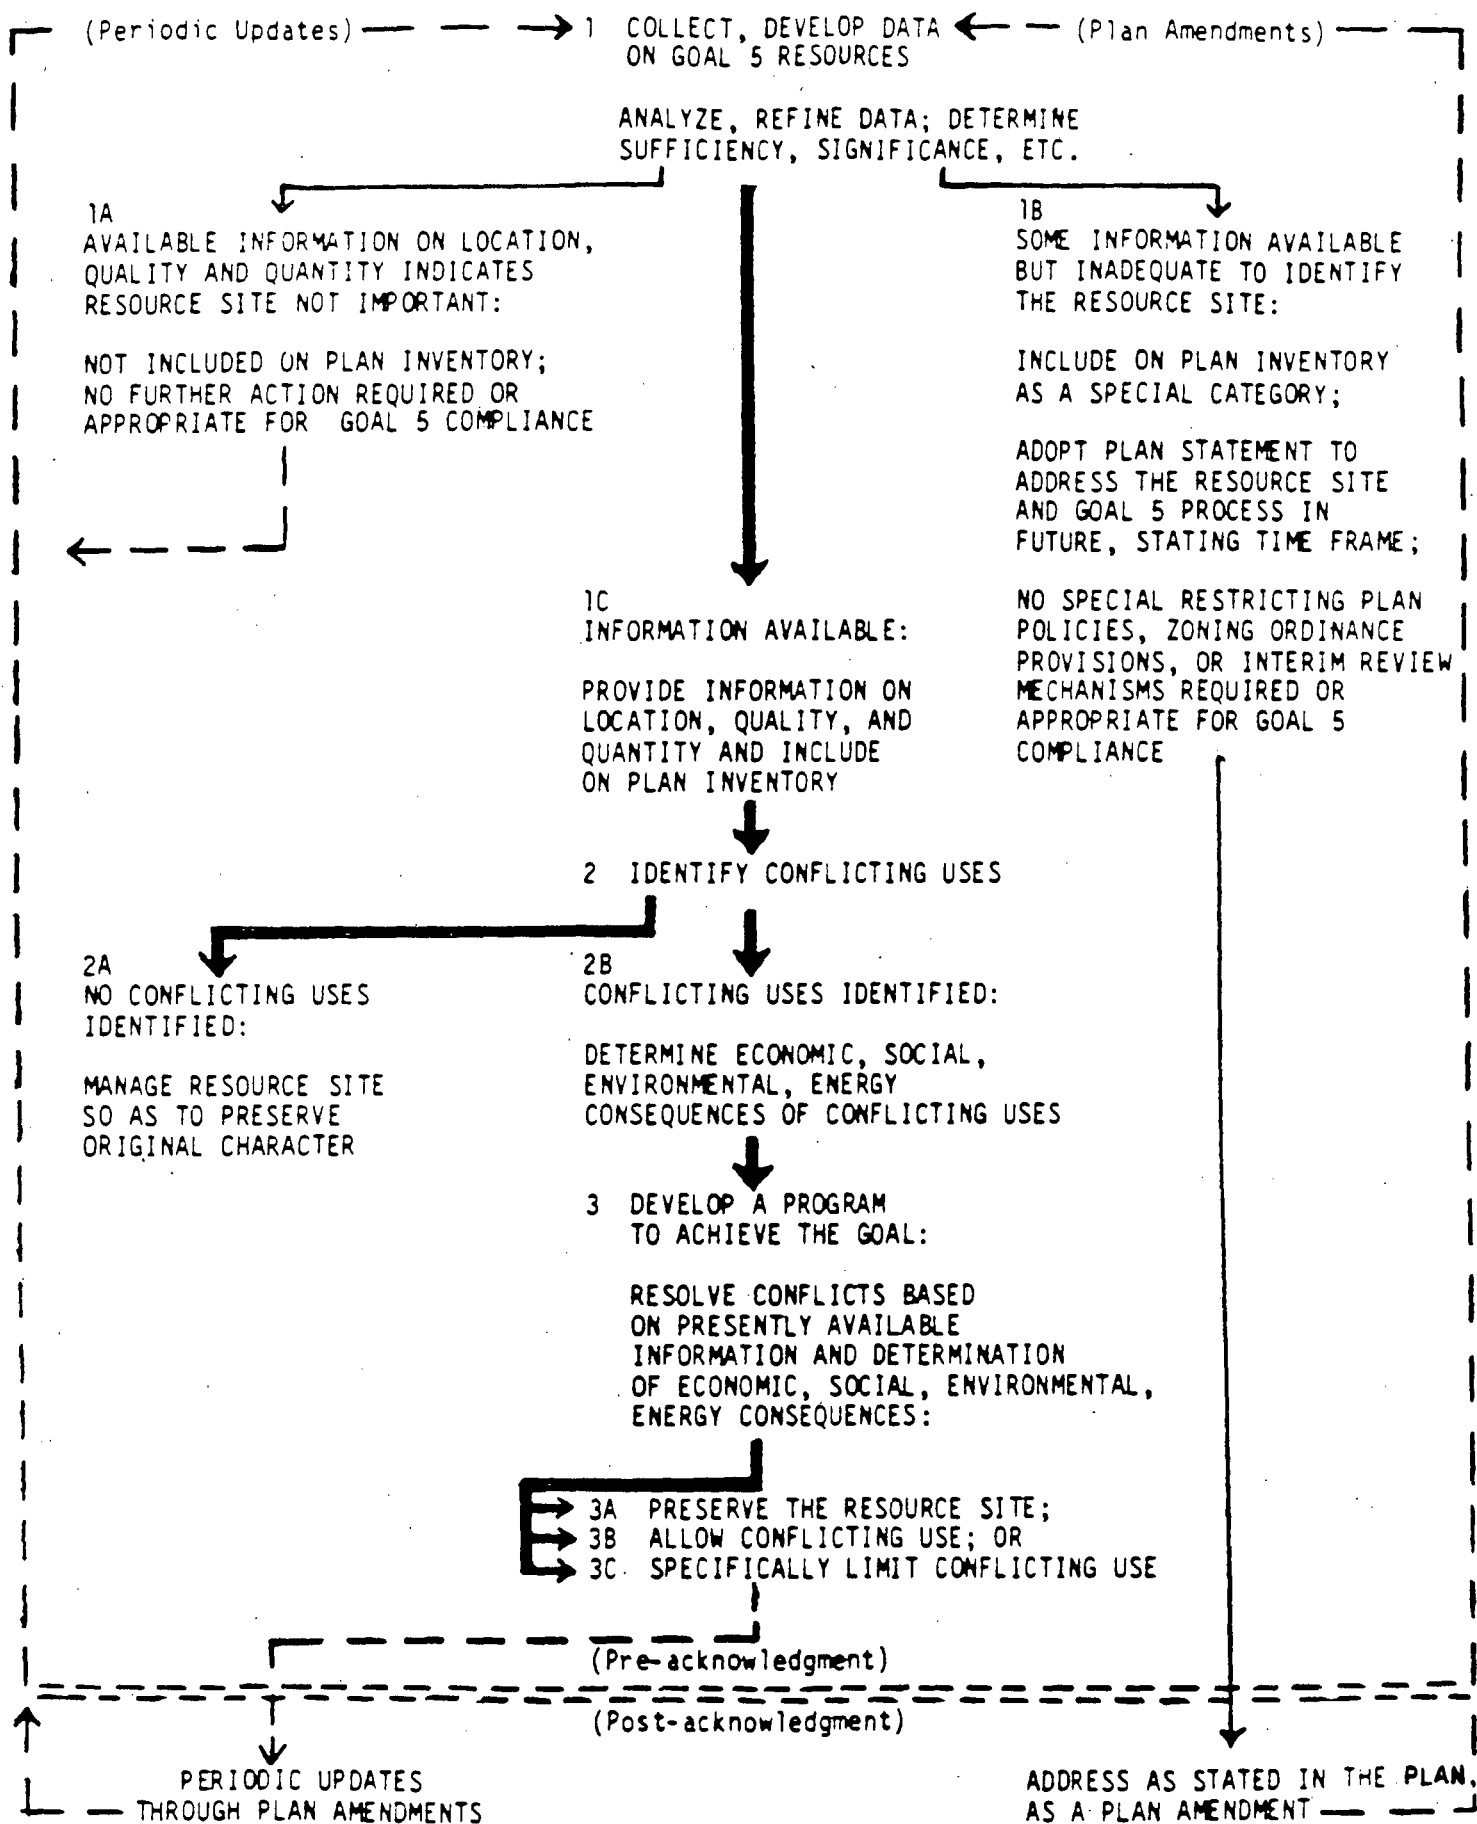 (Periodic Updates)
1 COLLECT, DEVELOP DATA
ON GOAL 5 RESOURCES
(Plan Amendments)
ANALYZE, REFINE DATA; DETERMINE
SUFFICIENCY, SIGNIFICANCE, ETC.
1A
AVAILABLE INFORMATION ON LOCATION,
QUALITY AND QUANTITY INDICATES
RESOURCE SITE NOT IMPORTANT:
NOT INCLUDED ON PLAN INVENTORY;
NO FURTHER ACTION REQUIRED OR
APPROPRIATE FOR GOAL 5 COMPLIANCE
1B
SOME INFORMATION AVAILABLE
BUT INADEQUATE TO IDENTIFY
THE RESOURCE SITE:
INCLUDE ON PLAN INVENTORY
AS A SPECIAL CATEGORY;
ADOPT PLAN STATEMENT TO
ADDRESS THE RESOURCE SITE
AND GOAL 5 PROCESS IN
FUTURE, STATING TIME FRAME;
NO SPECIAL RESTRICTING PLAN
POLICIES, ZONING ORDINANCE
PROVISIONS, OR INTERIM REVIEW
MECHANISMS REQUIRED OR
APPROPRIATE FOR GOAL 5
COMPLIANCE
1C
INFORMATION AVAILABLE:
PROVIDE INFORMATION ON
LOCATION, QUALITY, AND
QUANTITY AND INCLUDE
ON PLAN INVENTORY
2 IDENTIFY CONFLICTING USES
2A
NO CONFLICTING USES
IDENTIFIED:
MANAGE RESOURCE SITE
SO AS TO PRESERVE
ORIGINAL CHARACTER
2B
CONFLICTING USES IDENTIFIED:
DETERMINE ECONOMIC, SOCIAL,
ENVIRONMENTAL, ENERGY
CONSEQUENCES OF CONFLICTING USES
3 DEVELOP A PROGRAM
TO ACHIEVE THE GOAL:
RESOLVE CONFLICTS BASED
ON PRESENTLY AVAILABLE
INFORMATION AND DETERMINATION
OF ECONOMIC, SOCIAL, ENVIRONMENTAL,
ENERGY CONSEQUENCES:
3A PRESERVE THE RESOURCE SITE;
3B ALLOW CONFLICTING USE; OR
3C SPECIFICALLY LIMIT CONFLICTING USE
(Pre-acknowledgment)
(Post-acknowledgment)
PERIODIC UPDATES
THROUGH PLAN AMENDMENTS
ADDRESS AS STATED IN THE PLAN,
AS A PLAN AMENDMENT